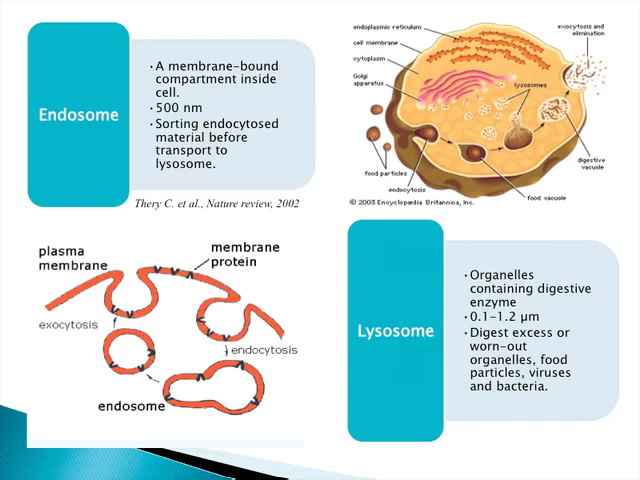 Endosome
•A membrane-bound
compartment inside
cell.
•500 nm
•Sorting endocytosed
material before
transport to
lysosome.
Thery C. et al., Nature review, 2002
endoplasmic reticulum
cell membrane
cytoplasm
Golgi
apparatus
lysosomes
exocytosis and
elimination
food particles
endocytosis
food vacuole
digestive
vacuole
© 2003 Encyclopædia Britannica, Inc.
plasma
membrane
membrane
protein
exocytosis
endocytosis
endosome
Lysosome
•Organelles
containing digestive
enzyme
•0.1-1.2 µm
•Digest excess or
worn-out
organelles, food
particles, viruses
and bacteria.